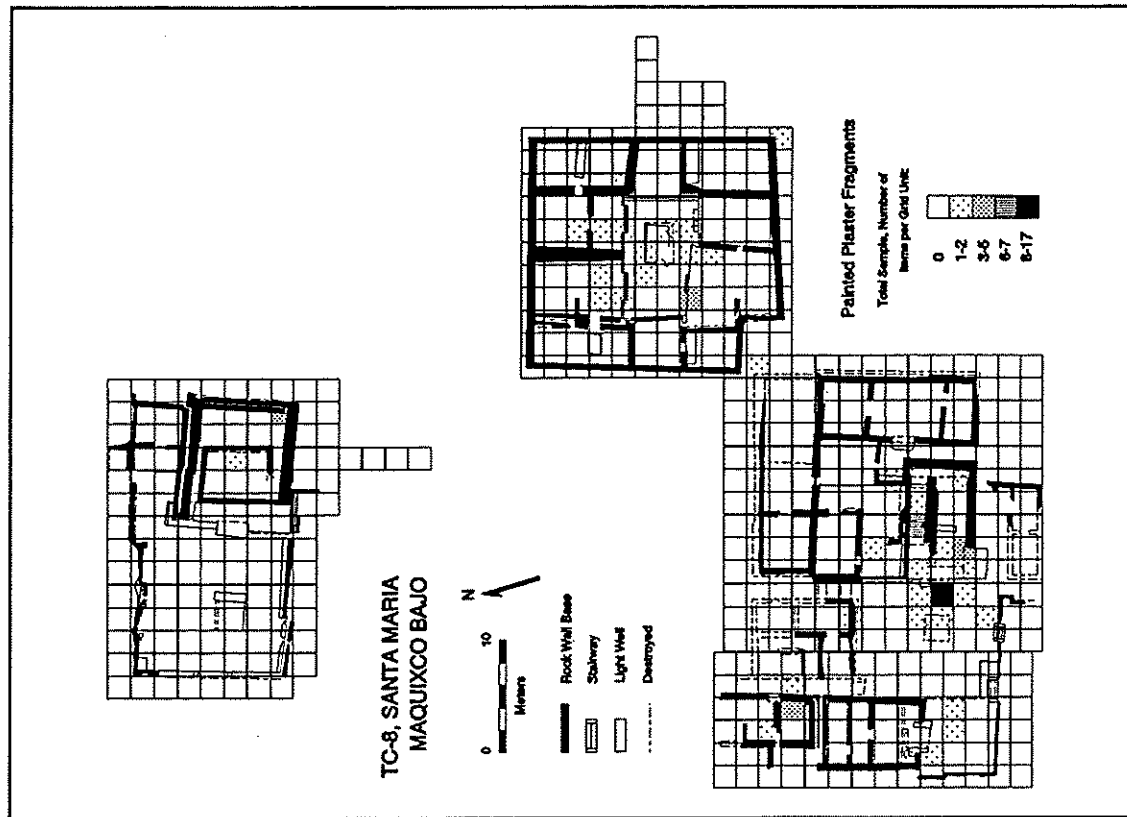 TC-8, SANTA MARIA
MAQUIXCO BAJO
N
0 10
Meters
Rock Wall Base
Stairway
Light Well
Destroyed
Painted Plaster Fragments
Total Sample, Number of
Items per Grid Unit:
0
1-2
3-5
6-7
8-17